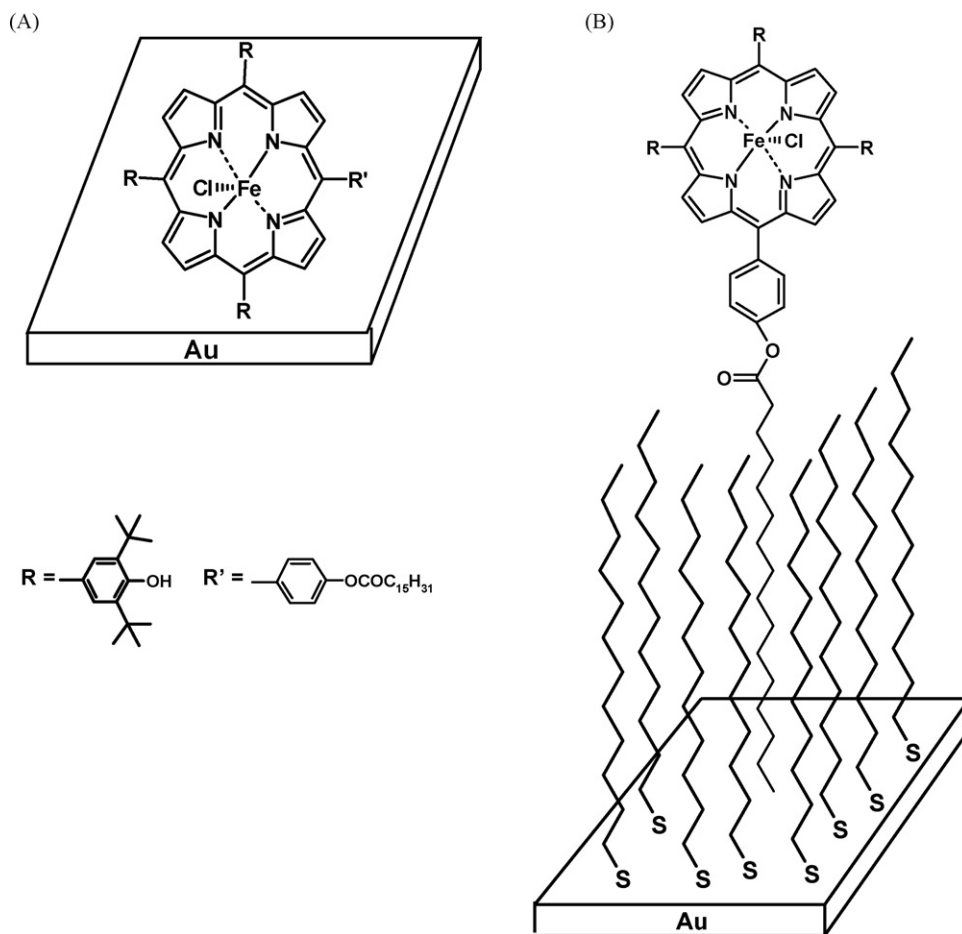 (A)
R
N N
R Cl Fe R'
N N
R
Au
R = OH
R' = OCOC15H31
(B)
R
N N
R Fe Cl R
N N
O
O
S
S
S
S
S
S
S
S
Au